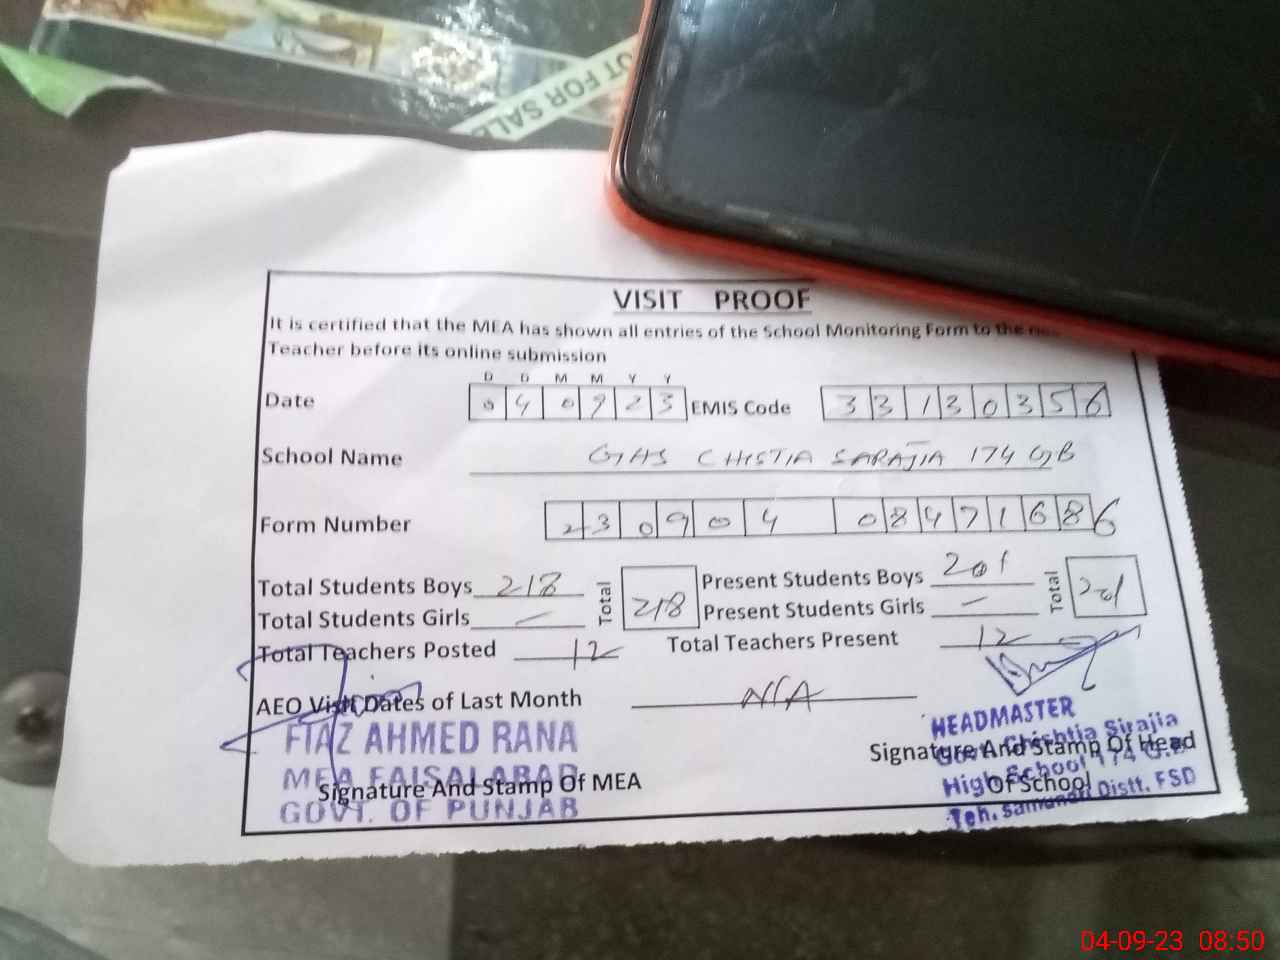 NOT FOR SALE
VISIT PROOF
It is certified that the MEA has shown all entries of the School Monitoring Form to the
Teacher before its online submission
D D M M Y Y
Date 0 4 0 9 2 3 EMIS Code 3 3 1 3 0 3 5 6
School Name GHS CHISTIA SARAJIA 174 GB
Form Number 2 3 0 9 0 4 0 8 4 7 1 6 8 6
Total Students Boys 218 Total 218 Present Students Boys 201 Total 201
Total Students Girls — Present Students Girls —
Total Teachers Posted 12 Total Teachers Present 12
AEO Visit Dates of Last Month N/A
FIAZ AHMED RANA
MEA FAISALABAD
GOVT. OF PUNJAB
Signature And Stamp Of MEA
HEADMASTER
Govt. Chishtia Sirajia
High School 174 G.B
Teh. Samundri Distt. FSD
Signature And Stamp Of Head
Of School
04-09-23 08:50